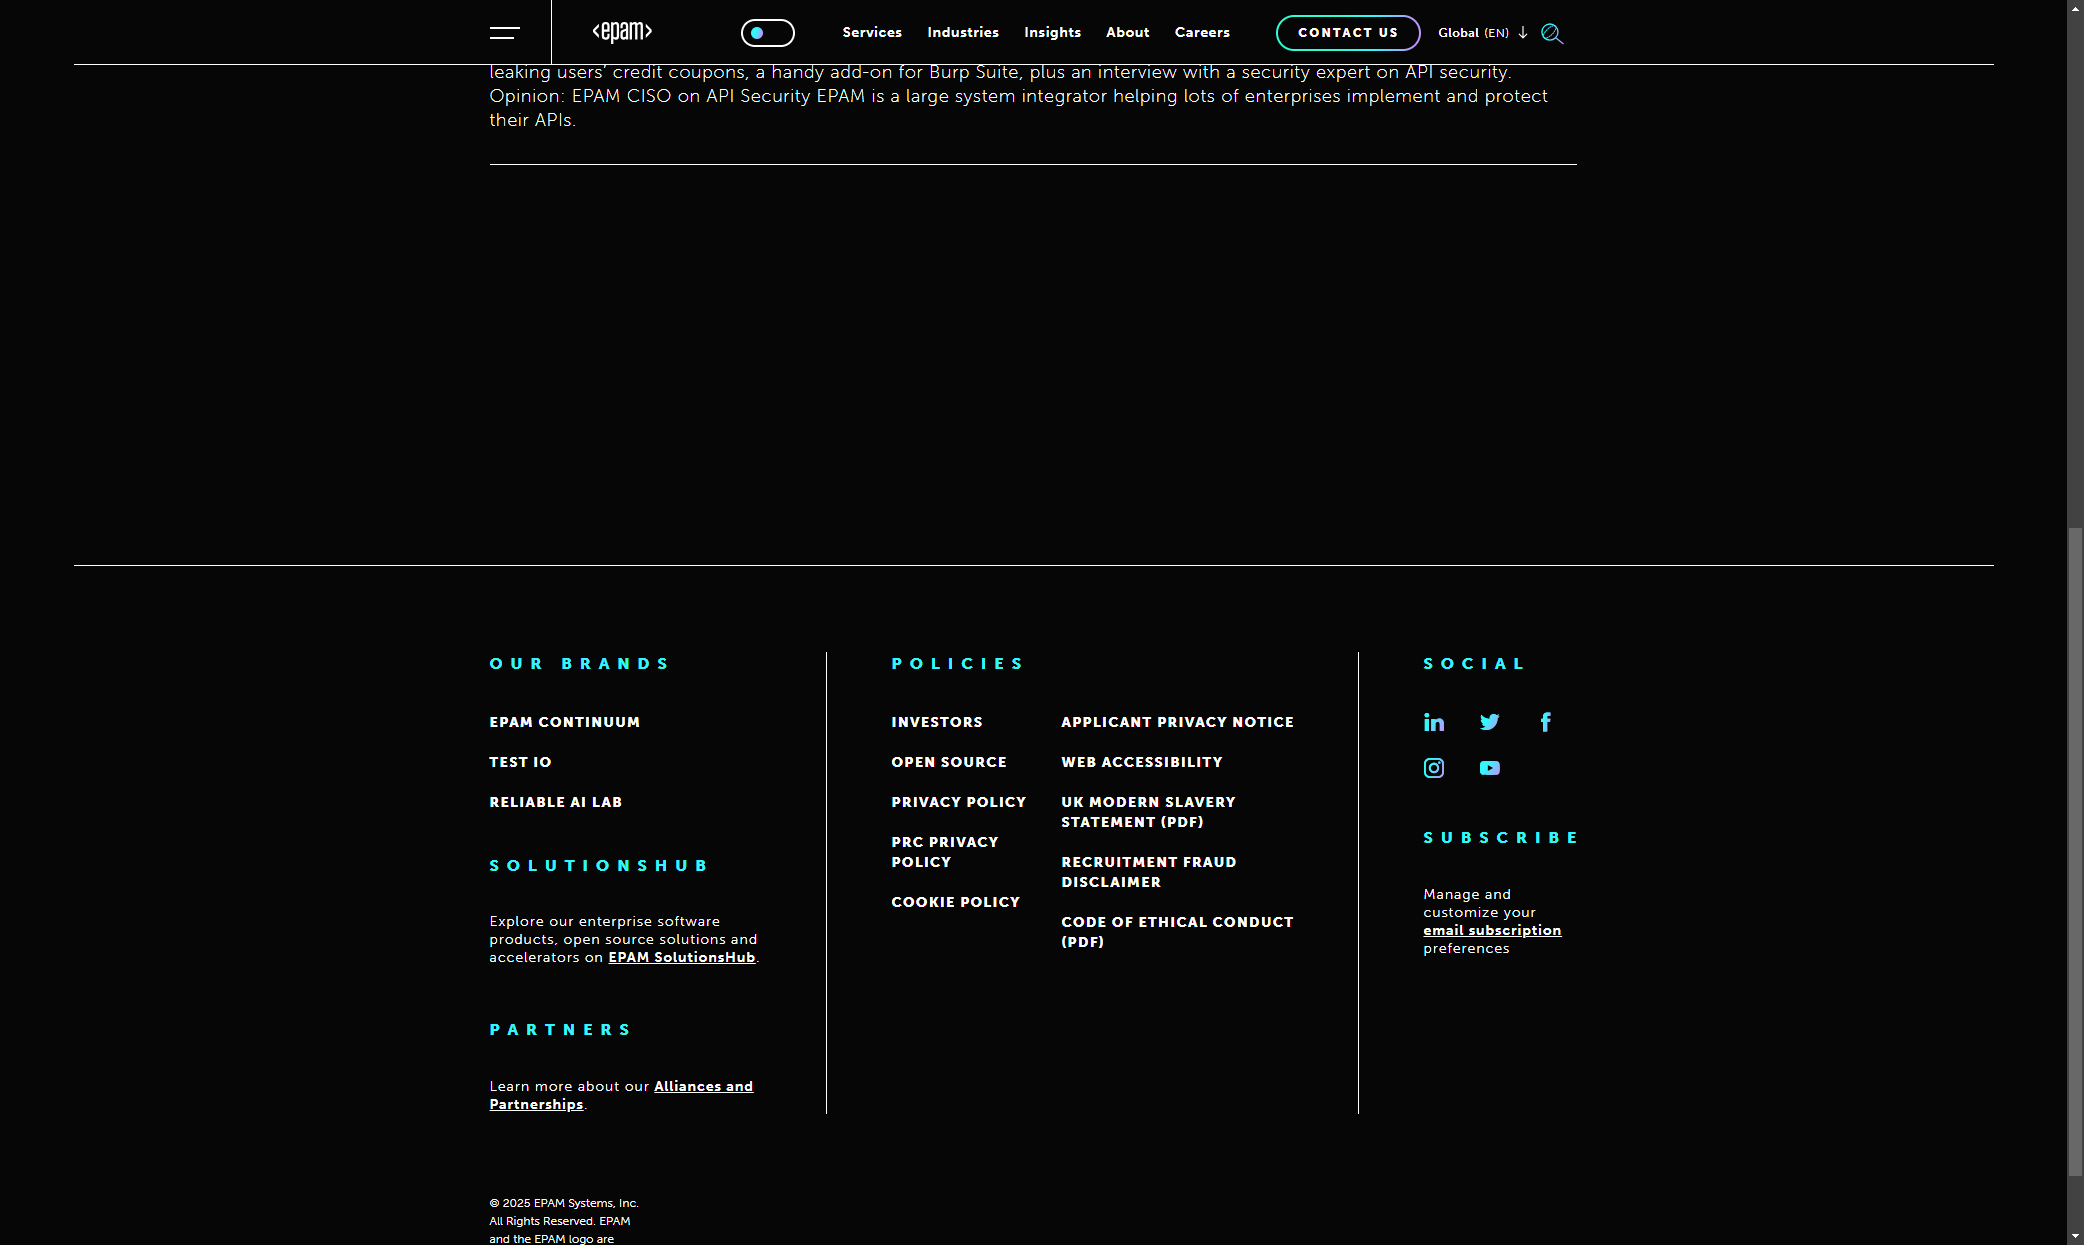 <epam>
Services Industries Insights About Careers CONTACT US Global (EN)
leaking users' credit coupons, a handy add-on for Burp Suite, plus an interview with a security expert on API security.
Opinion: EPAM CISO on API Security EPAM is a large system integrator helping lots of enterprises implement and protect
their APIs.
OUR BRANDS
EPAM CONTINUUM
TEST IO
RELIABLE AI LAB
SOLUTIONSHUB
Explore our enterprise software
products, open source solutions and
accelerators on EPAM SolutionsHub.
PARTNERS
Learn more about our Alliances and
Partnerships.
POLICIES
INVESTORS
OPEN SOURCE
PRIVACY POLICY
PRC PRIVACY
POLICY
COOKIE POLICY
APPLICANT PRIVACY NOTICE
WEB ACCESSIBILITY
UK MODERN SLAVERY
STATEMENT (PDF)
RECRUITMENT FRAUD
DISCLAIMER
CODE OF ETHICAL CONDUCT
(PDF)
SOCIAL
SUBSCRIBE
Manage and
customize your
email subscription
preferences
© 2025 EPAM Systems, Inc.
All Rights Reserved. EPAM
and the EPAM logo are